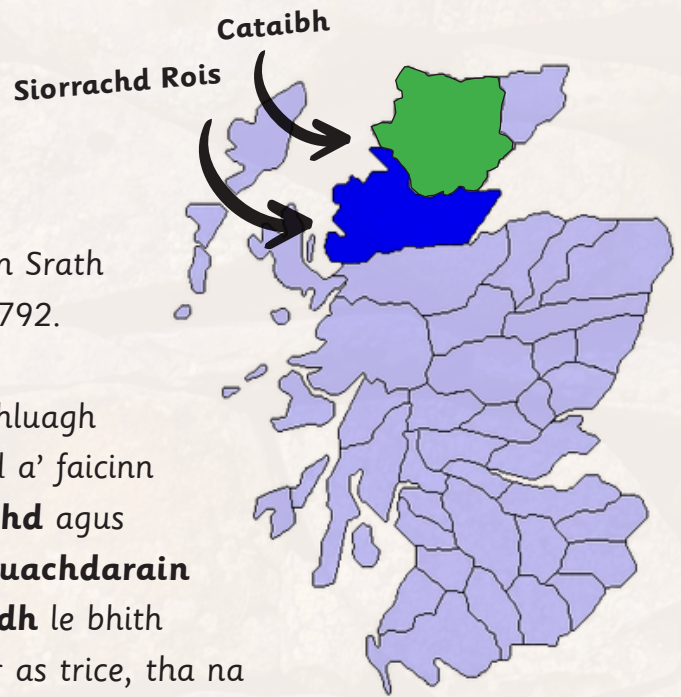 Cataibh
Siorrachd Rois
n Srath
792.
hluagh
a' faicinn
hd agus
uachdarain
dh le bhith
as trice, tha na